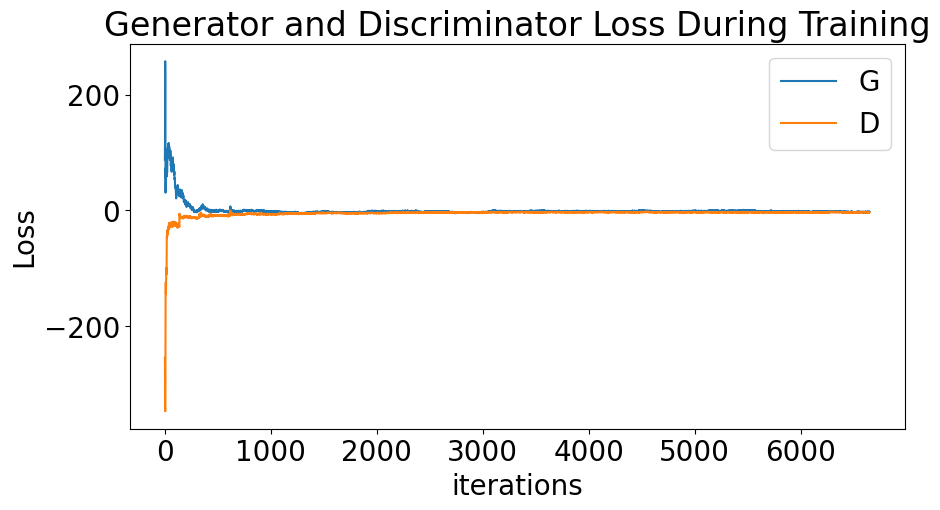 Generator and Discriminator Loss During Training
G
D
200
0
−200
Loss
0 1000 2000 3000 4000 5000 6000
iterations